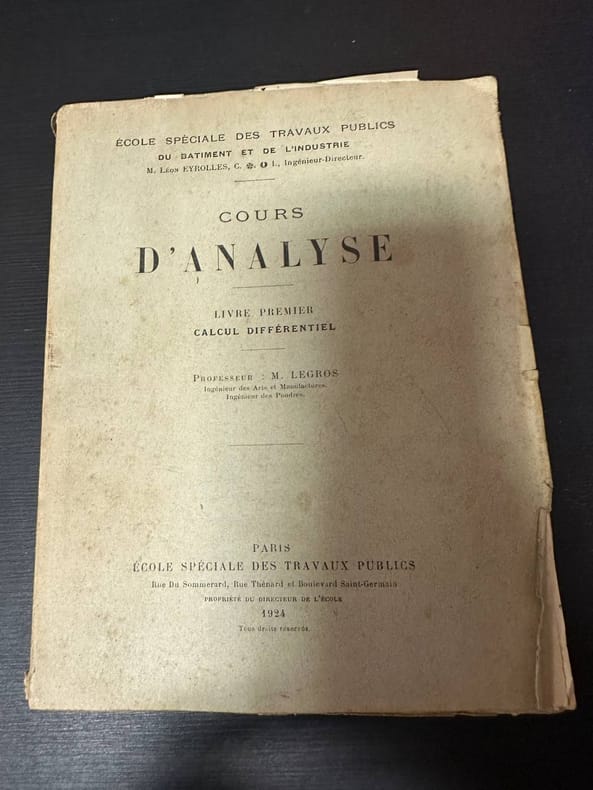 ÉCOLE SPÉCIALE DES TRAVAUX PUBLICS
DU BATIMENT ET DE L'INDUSTRIE
M. LÉON EYROLLES, C. I., Ingénieur-Directeur.
COURS
D'ANALYSE
LIVRE PREMIER
CALCUL DIFFÉRENTIEL
PROFESSEUR : M. LEGROS
Ingénieur des Arts et Manufactures.
Ingénieur des Poudres.
PARIS
ÉCOLE SPÉCIALE DES TRAVAUX PUBLICS
Rue Du Sommerard, Rue Thénard et Boulevard Saint-Germain
PROPRIÉTÉ DU DIRECTEUR DE L'ÉCOLE
1924
Tous droits réservés.